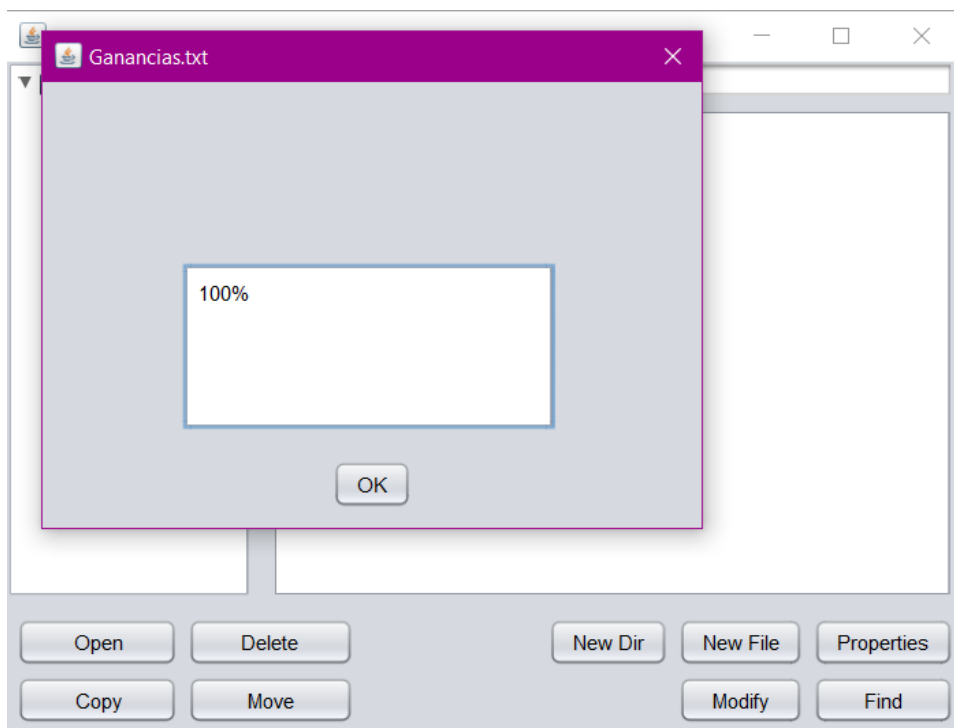 Ganancias.txt
100%
OK
Open
Delete
New Dir
New File
Properties
Copy
Move
Modify
Find